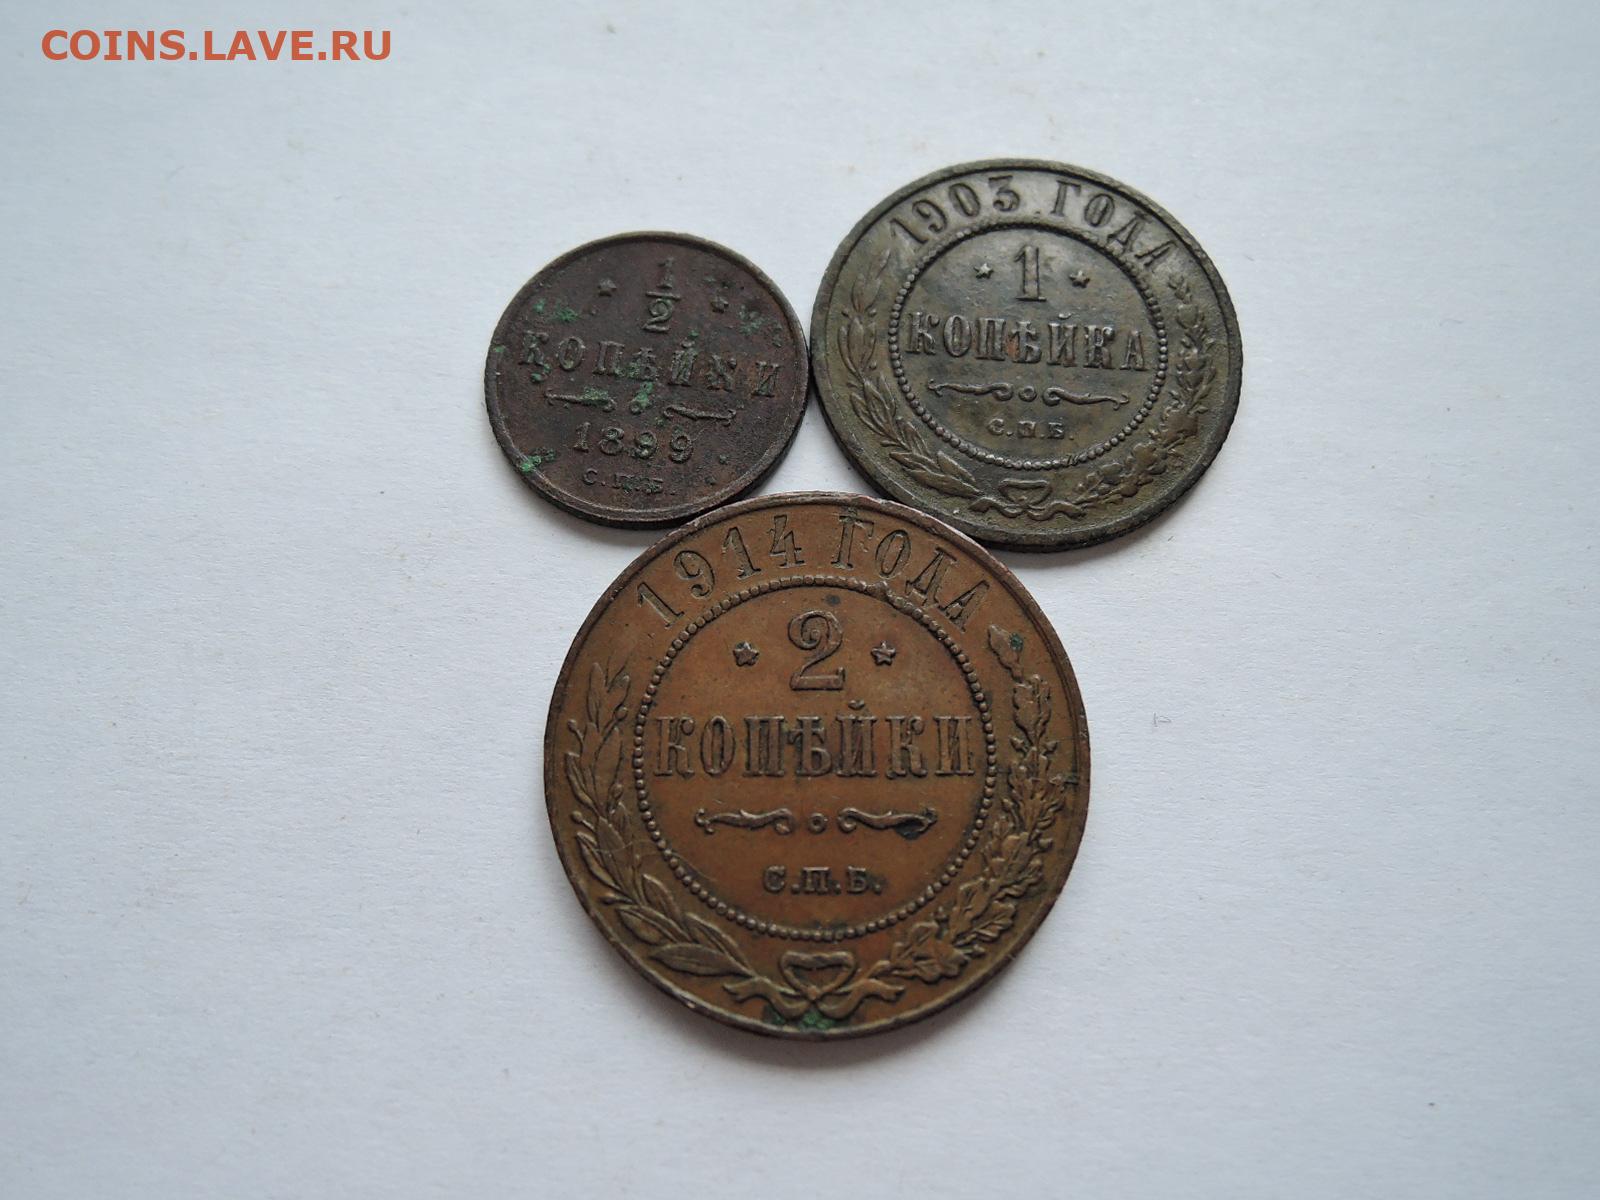 COINS.LAVE.RU
1
2
КОПѢЙКИ
1899
С.П.Б.
1903 ГОДА
1
КОПѢЙКА
С.П.Б.
1914 ГОДА
2
КОПѢЙКИ
С.П.Б.